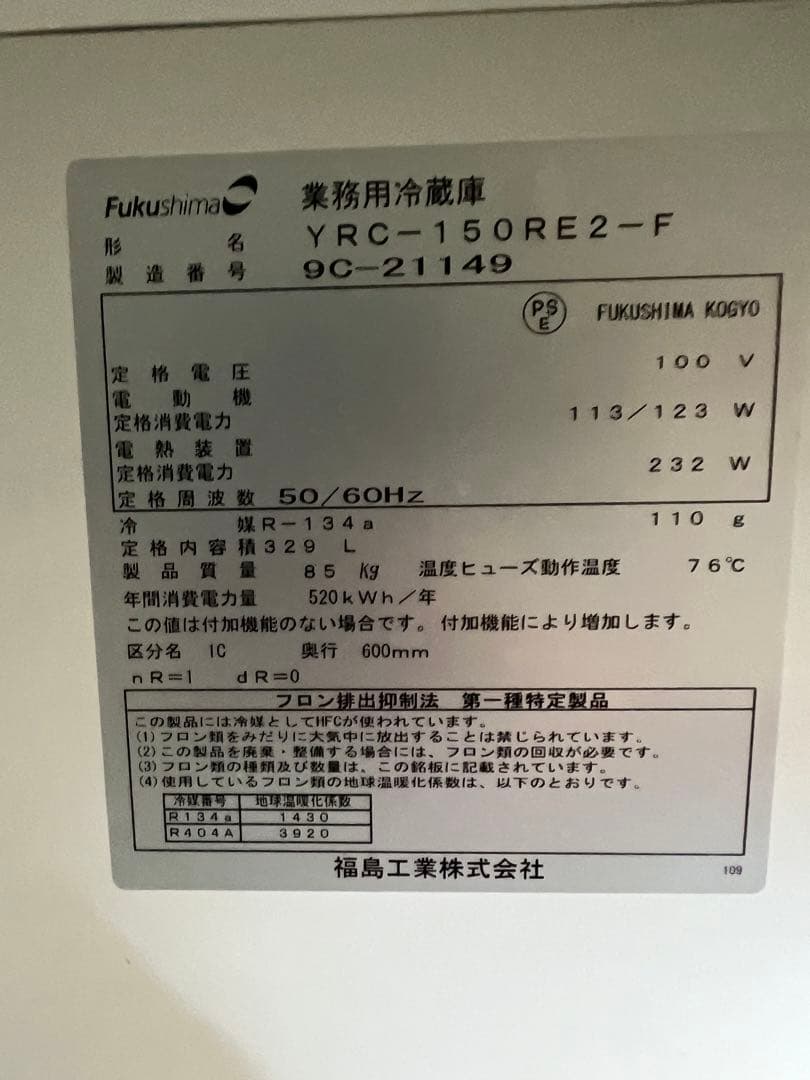 Fukushima 業務用冷蔵庫
形名 YRC-150RE2-F
製造番号 9C-21149
PSE FUKUSHIMA KOGYO
定格電圧 100 V
電動機
定格消費電力 113/123 W
電熱装置
定格消費電力 232 W
定格周波数 50/60Hz
冷媒 R-134a 110 g
定格内容積 329 L
製品質量 85 kg 温度ヒューズ動作温度 76℃
年間消費電力量 520kWh/年
この値は付加機能のない場合です。付加機能により増加します。
区分名 1C 奥行 600mm
nR=1 dR=0
フロン排出抑制法 第一種特定製品
この製品には冷媒としてHFCが使われています。
(1)フロン類をみだりに大気中に放出することは禁じられています。
(2)この製品を廃棄・整備する場合には、フロン類の回収が必要です。
(3)フロン類の種類及び数量は、この銘板に記載されています。
(4)使用しているフロン類の地球温暖化係数は、以下のとおりです。
冷媒番号 地球温暖化係数
R134a 1430
R404A 3920
福島工業株式会社 109